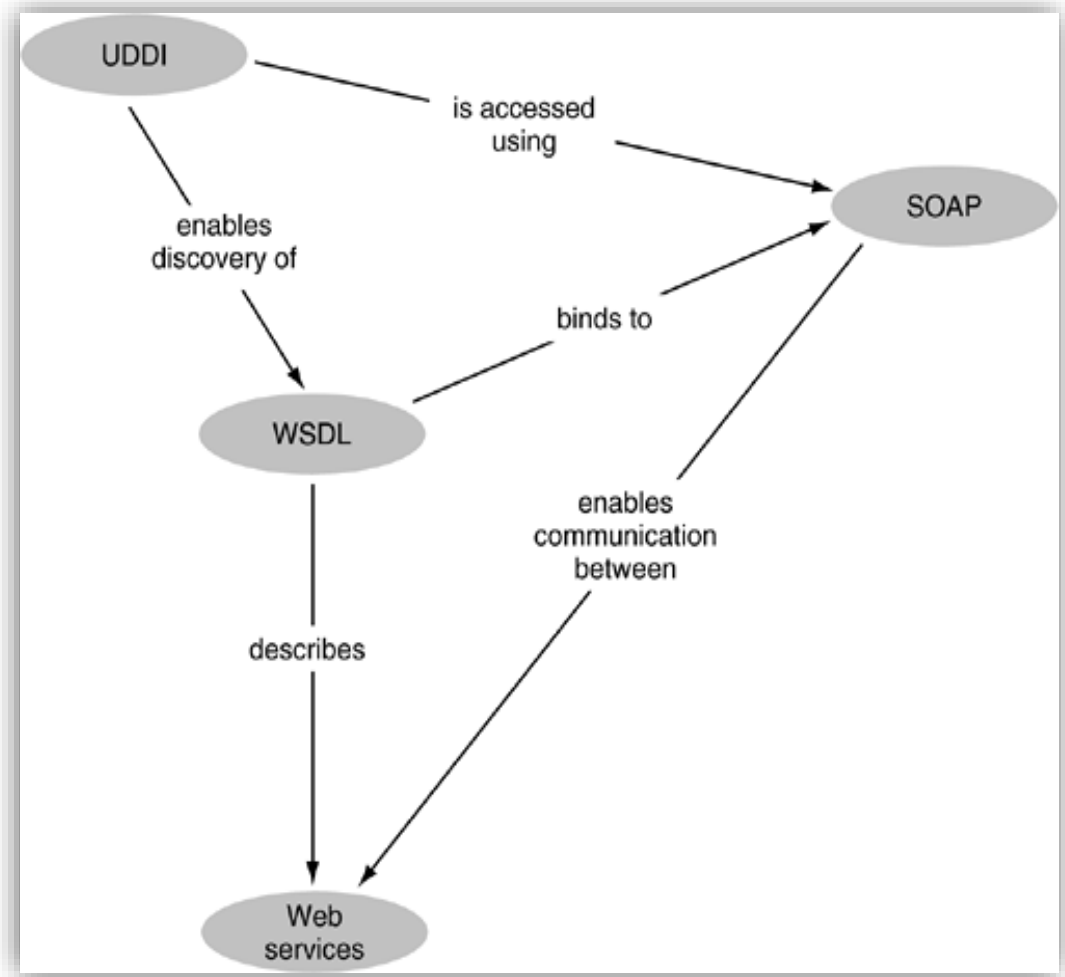 UDDI
is accessed
using
SOAP
enables
discovery of
binds to
WSDL
enables
communication
between
describes
Web
services